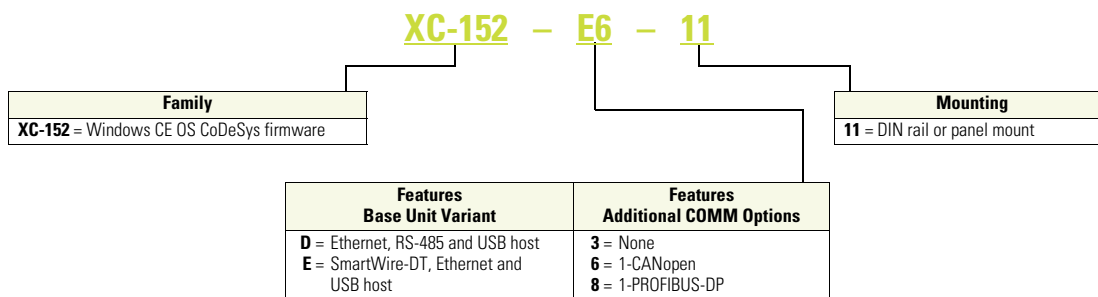 XC-152 – E6 – 11
Family
XC-152 = Windows CE OS CoDeSys firmware
Mounting
11 = DIN rail or panel mount
Features
Base Unit Variant
D = Ethernet, RS-485 and USB host
E = SmartWire-DT, Ethernet and
USB host
Features
Additional COMM Options
3 = None
6 = 1-CANopen
8 = 1-PROFIBUS-DP